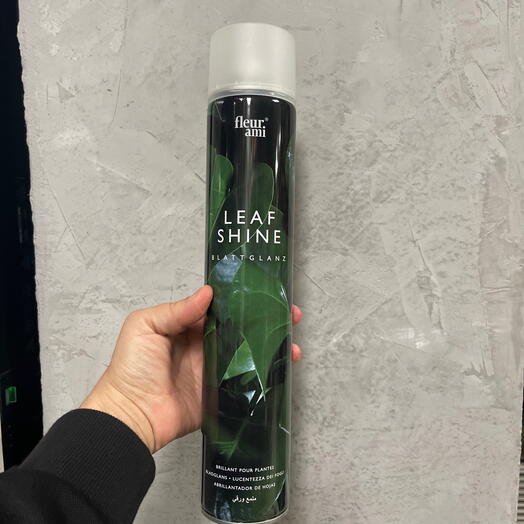 fleur
ami
LEAF
SHINE
BLATTGLANZ
BRILLANT POUR PLANTES
BLADGLANS • LUCENTEZZA DEI FOGLI
ABRILLANTADOR DE HOJAS
ملمع ورقي